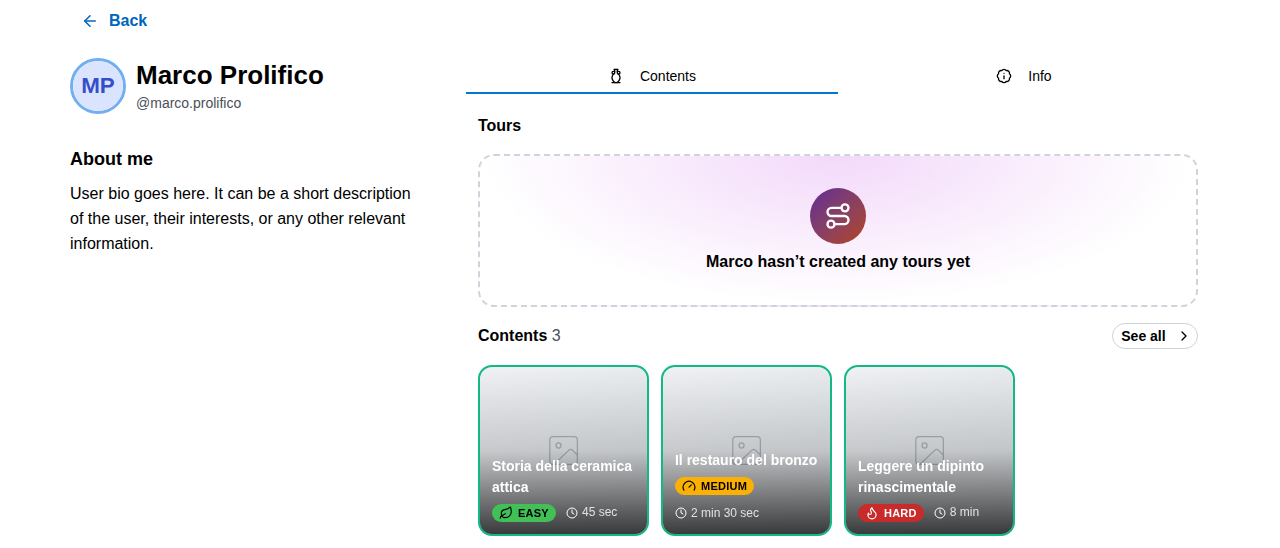 Back
MP
Marco Prolifico
@marco.prolifico
About me
User bio goes here. It can be a short description
of the user, their interests, or any other relevant
information.
Contents
Info
Tours
Marco hasn’t created any tours yet
Contents 3
See all
Storia della ceramica
attica
EASY
45 sec
Il restauro del bronzo
MEDIUM
2 min 30 sec
Leggere un dipinto
rinascimentale
HARD
8 min